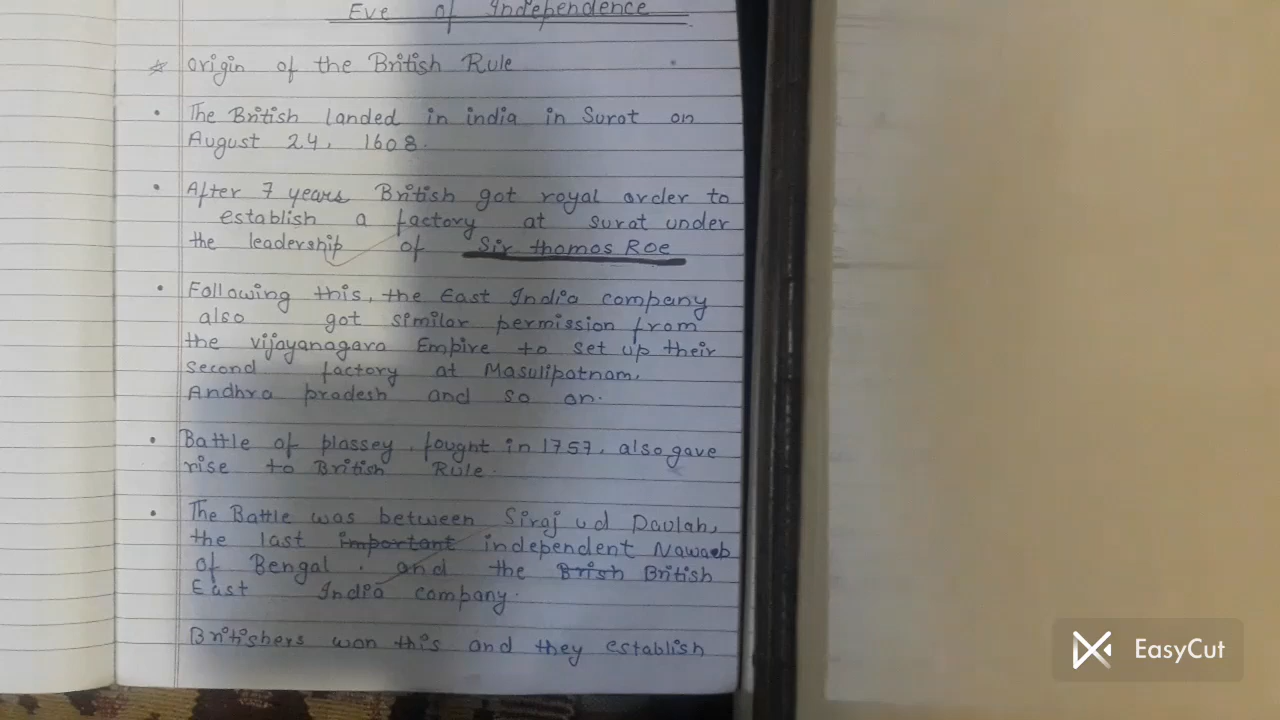 Eve of Independence
☆ Origin of the British Rule
• The British landed in india in Surat on
August 24, 1608.
• After 7 years British got royal order to
establish a factory at surat under
the leadership of Sir thomas Roe
• Following this, the East India company
also got similar permission from
the vijayanagara Empire to set up their
second factory at Masulipatnam,
Andhra pradesh and so on.
• Battle of plassey, fought in 1757, also gave
rise to British Rule.
• The Battle was between Siraj ud Daulah,
the last important independent Nawaab
of Bengal. and the Brish British
East India company.
Britishers won this and they establish
EasyCut